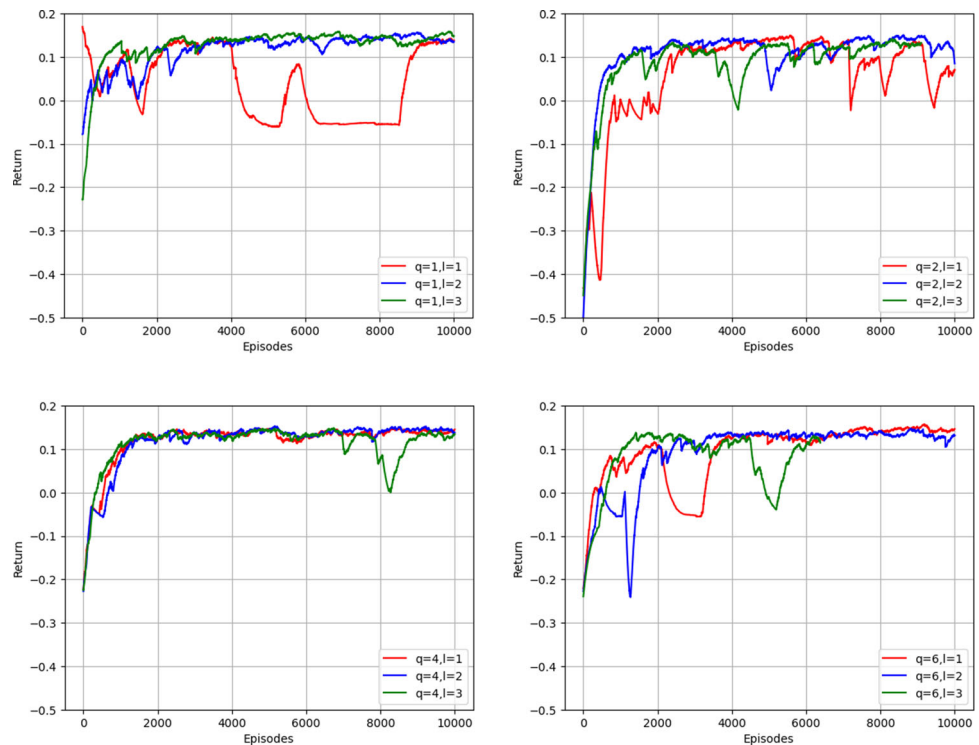 0.2
0.1
0.0
−0.1
−0.2
−0.3
−0.4
−0.5
Return
0 2000 4000 6000 8000 10000
Episodes
q=1,l=1
q=1,l=2
q=1,l=3
0.2
0.1
0.0
−0.1
−0.2
−0.3
−0.4
−0.5
Return
0 2000 4000 6000 8000 10000
Episodes
q=2,l=1
q=2,l=2
q=2,l=3
0.2
0.1
0.0
−0.1
−0.2
−0.3
−0.4
−0.5
Return
0 2000 4000 6000 8000 10000
Episodes
q=4,l=1
q=4,l=2
q=4,l=3
0.2
0.1
0.0
−0.1
−0.2
−0.3
−0.4
−0.5
Return
0 2000 4000 6000 8000 10000
Episodes
q=6,l=1
q=6,l=2
q=6,l=3